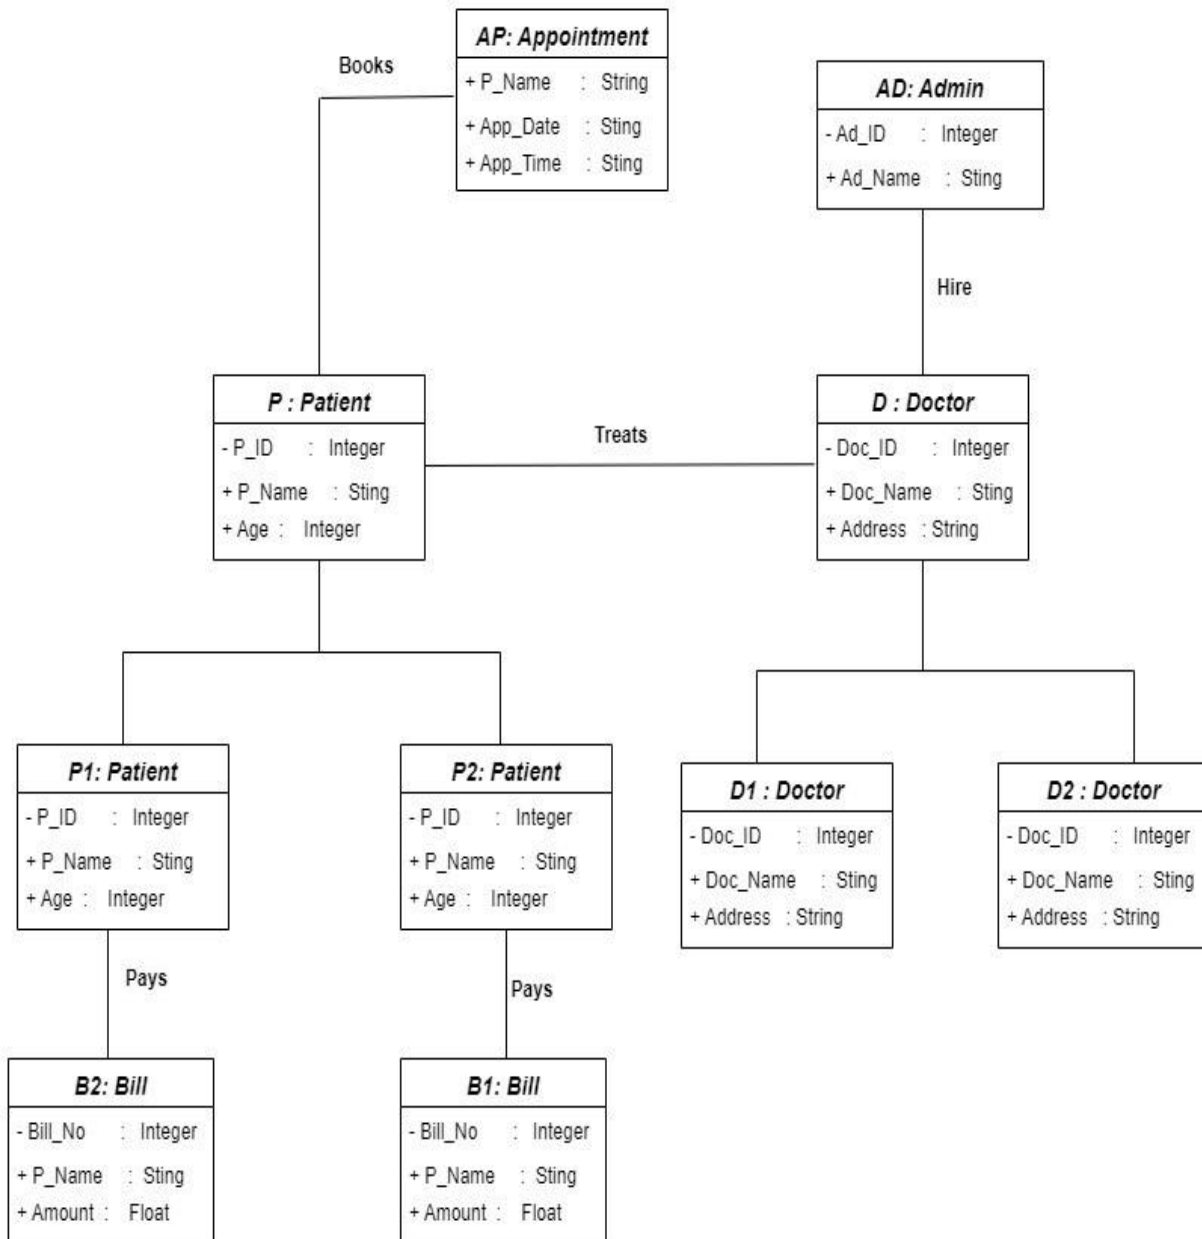 AP: Appointment
+ P_Name : String
+ App_Date : Sting
+ App_Time : Sting
Books
AD: Admin
- Ad_ID : Integer
+ Ad_Name : Sting
Hire
P : Patient
- P_ID : Integer
+ P_Name : Sting
+ Age : Integer
Treats
D : Doctor
- Doc_ID : Integer
+ Doc_Name : Sting
+ Address : String
P1: Patient
- P_ID : Integer
+ P_Name : Sting
+ Age : Integer
P2: Patient
- P_ID : Integer
+ P_Name : Sting
+ Age : Integer
D1 : Doctor
- Doc_ID : Integer
+ Doc_Name : Sting
+ Address : String
D2 : Doctor
- Doc_ID : Integer
+ Doc_Name : Sting
+ Address : String
Pays
Pays
B2: Bill
- Bill_No : Integer
+ P_Name : Sting
+ Amount : Float
B1: Bill
- Bill_No : Integer
+ P_Name : Sting
+ Amount : Float